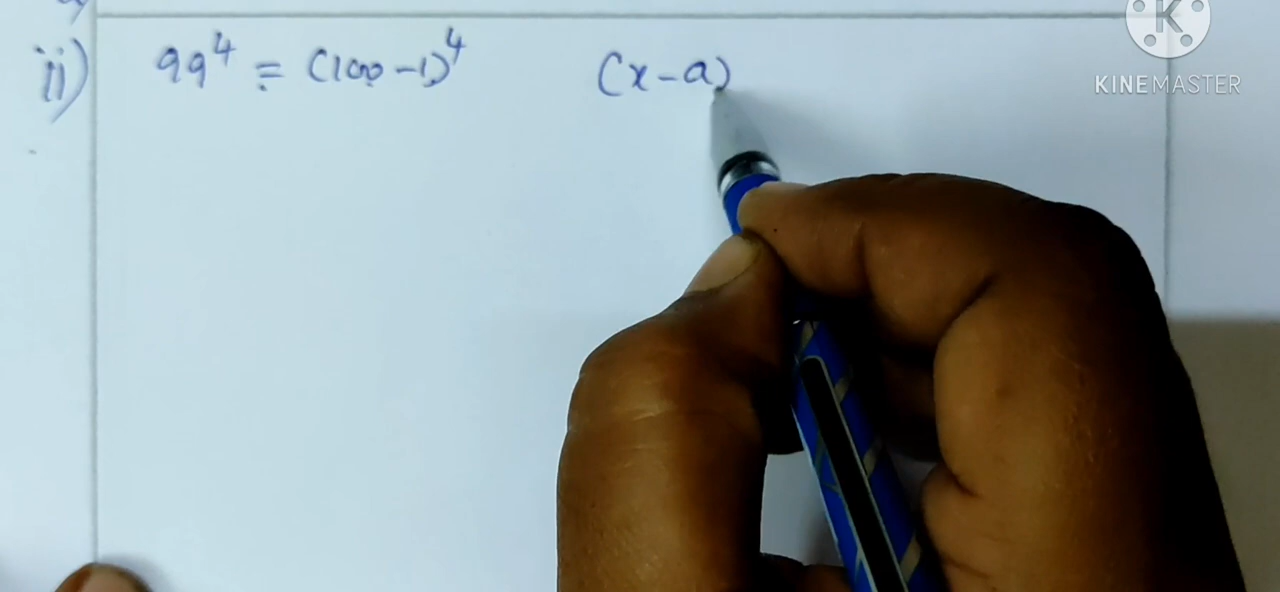 ii) 99⁴ = (100-1)⁴ (x-a)
K
KINEMASTER